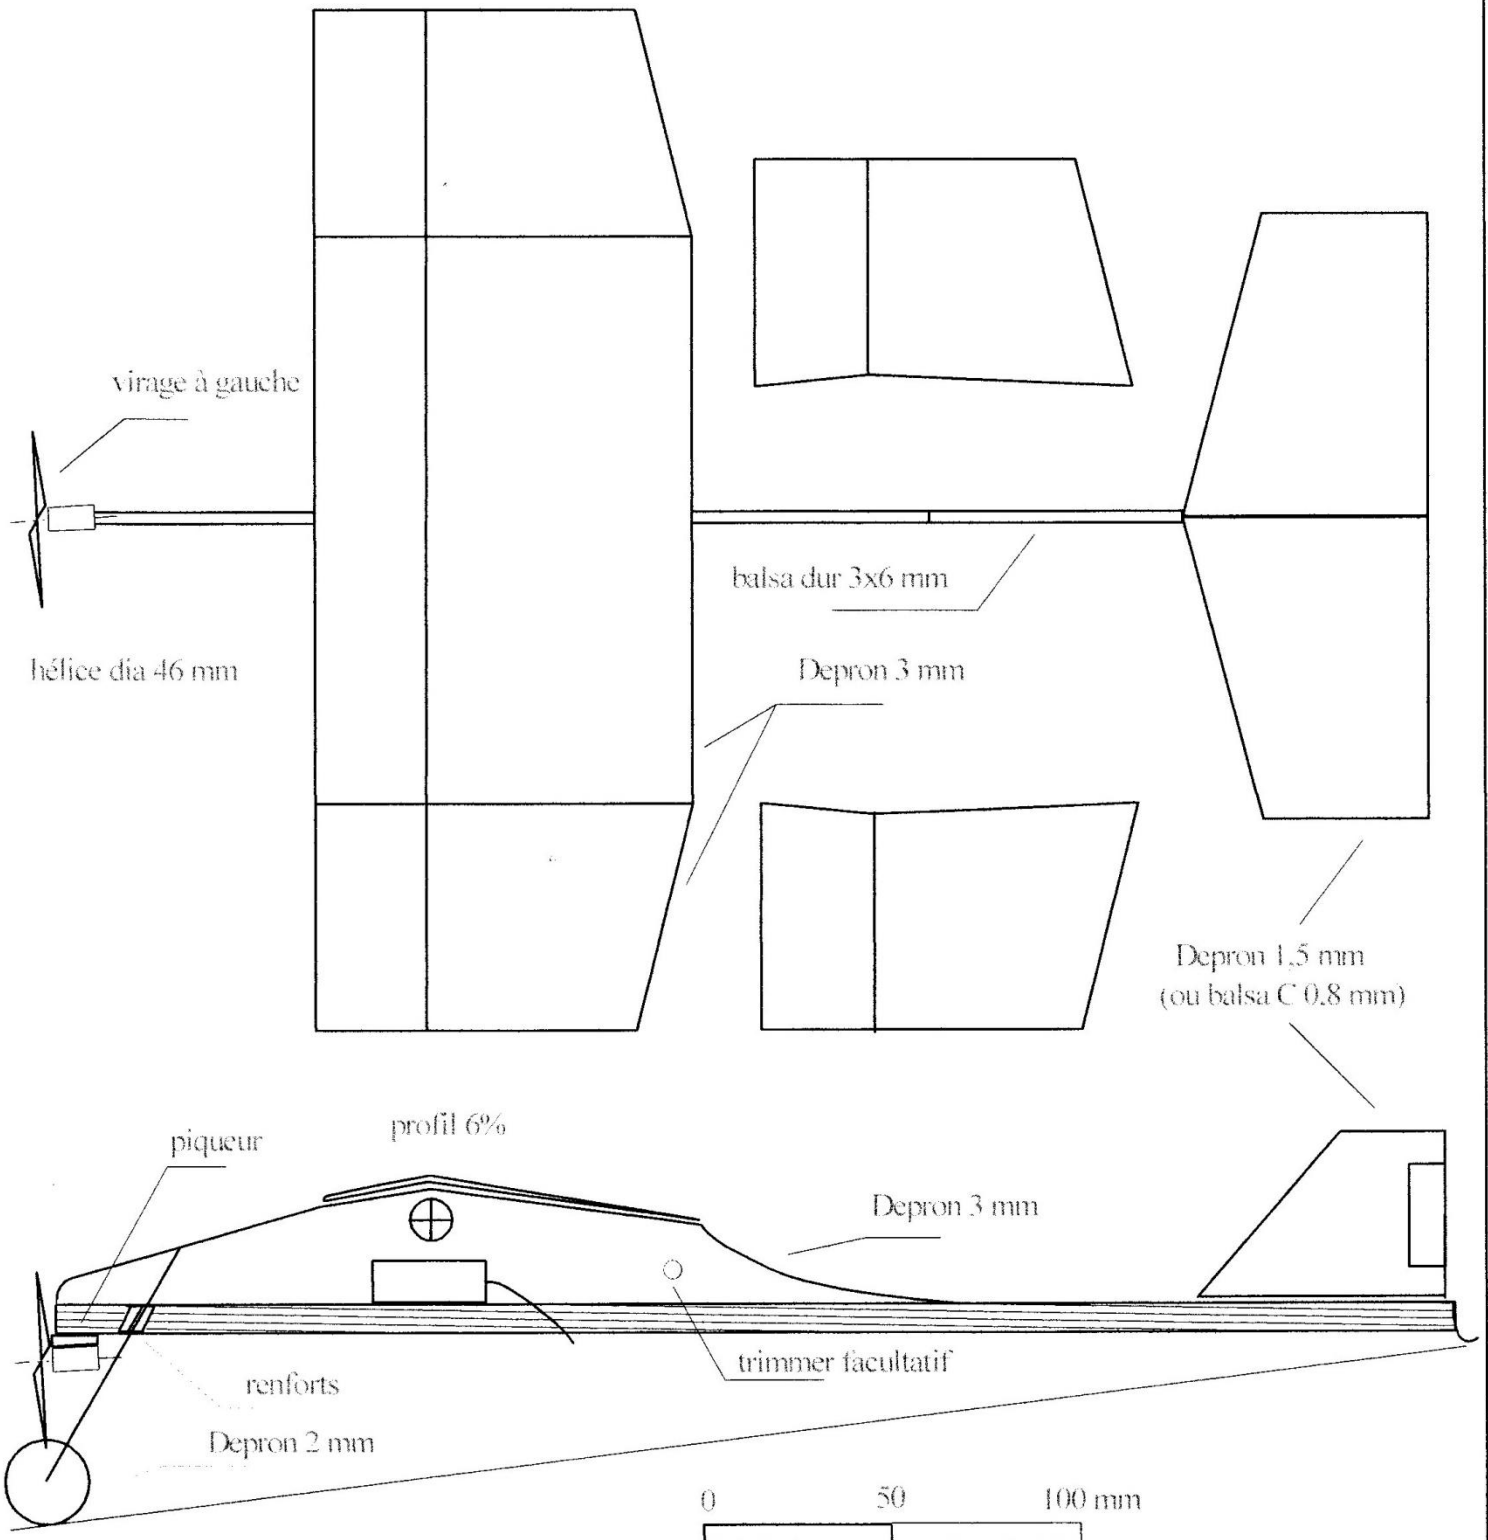 virage à gauche
balsa dur 3x6 mm
hélice dia 46 mm
Depron 3 mm
Depron 1,5 mm
(ou balsa C 0,8 mm)
profil 6%
piqueur
Depron 3 mm
trimmer facultatif
renforts
Depron 2 mm
0 50 100 mm